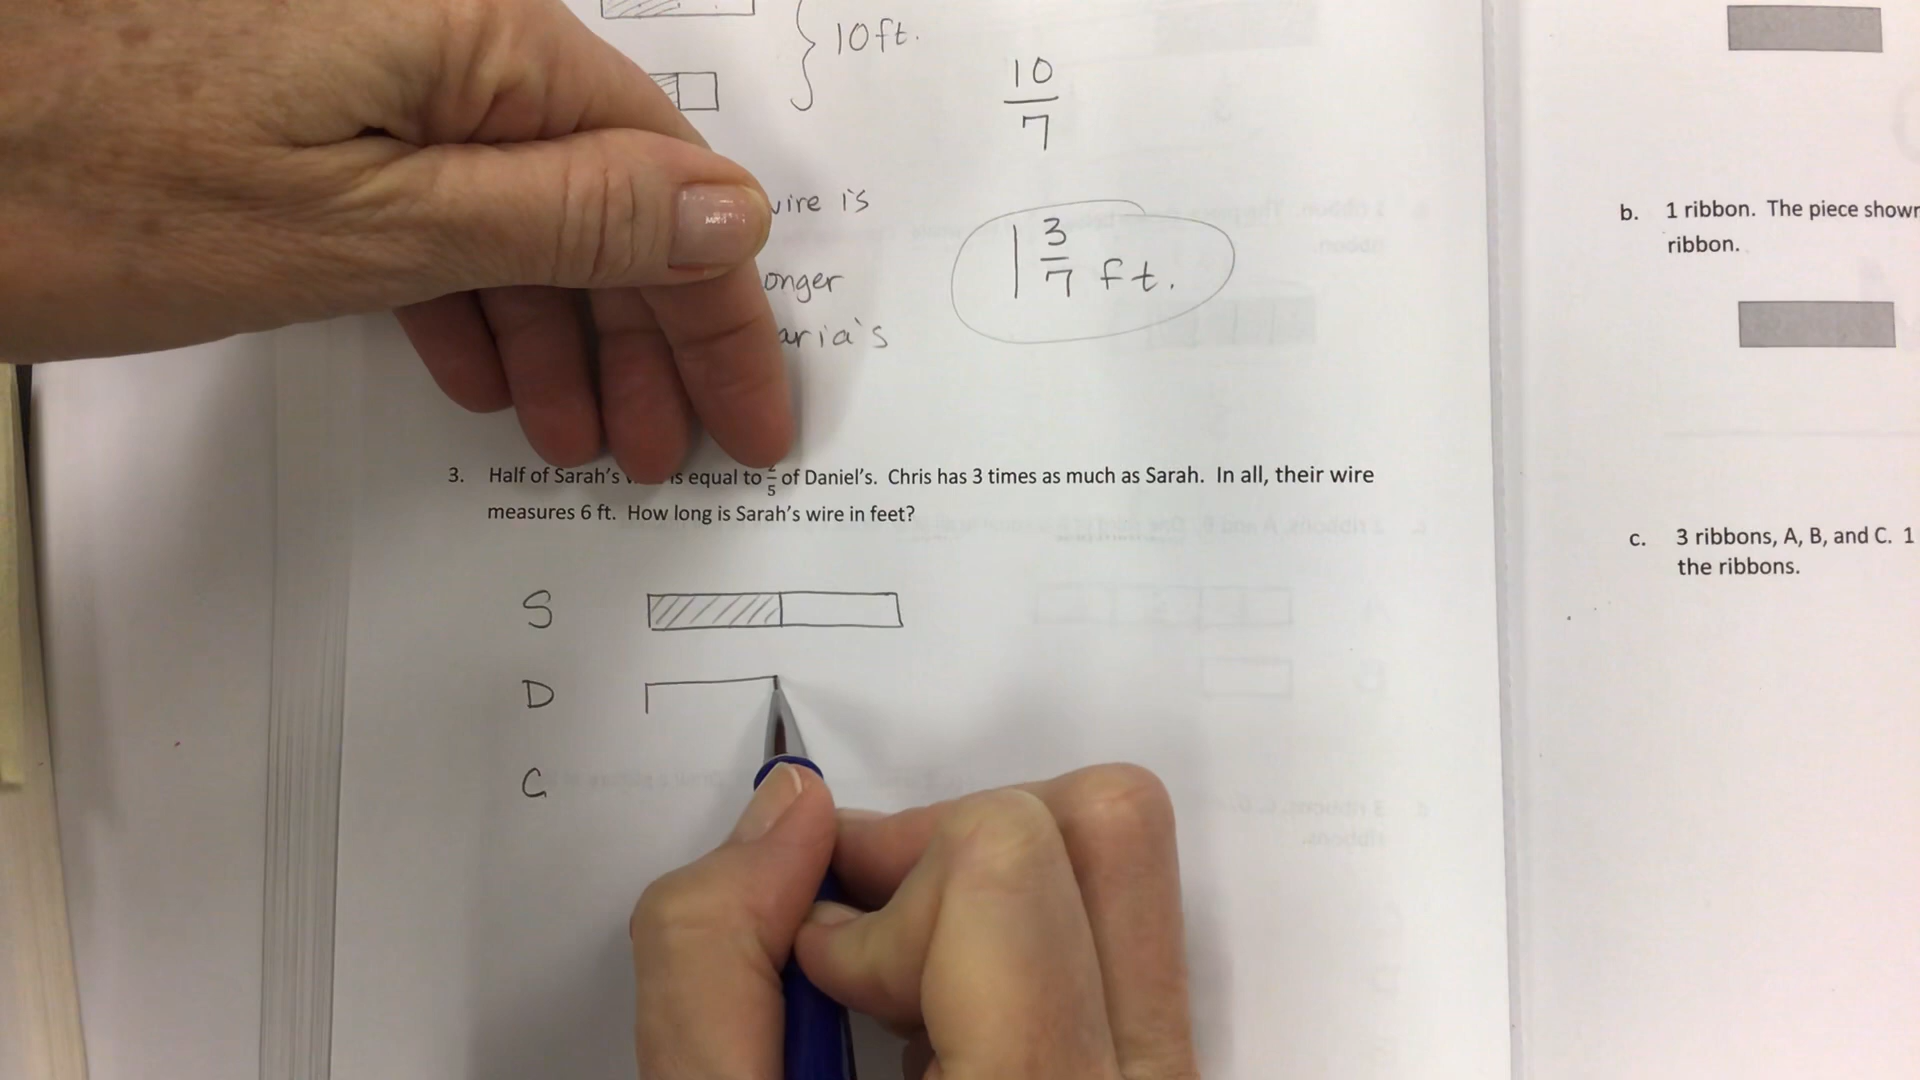 10ft.
10
7
is
onger
aria's
1 3/7 ft.
3. Half of Sarah's is equal to of Daniel's. Chris has 3 times as much as Sarah. In all, their wire
measures 6 ft. How long is Sarah's wire in feet?
S
D
C
b. 1 ribbon. The piece shown
ribbon.
c. 3 ribbons, A, B, and C. 1
the ribbons.